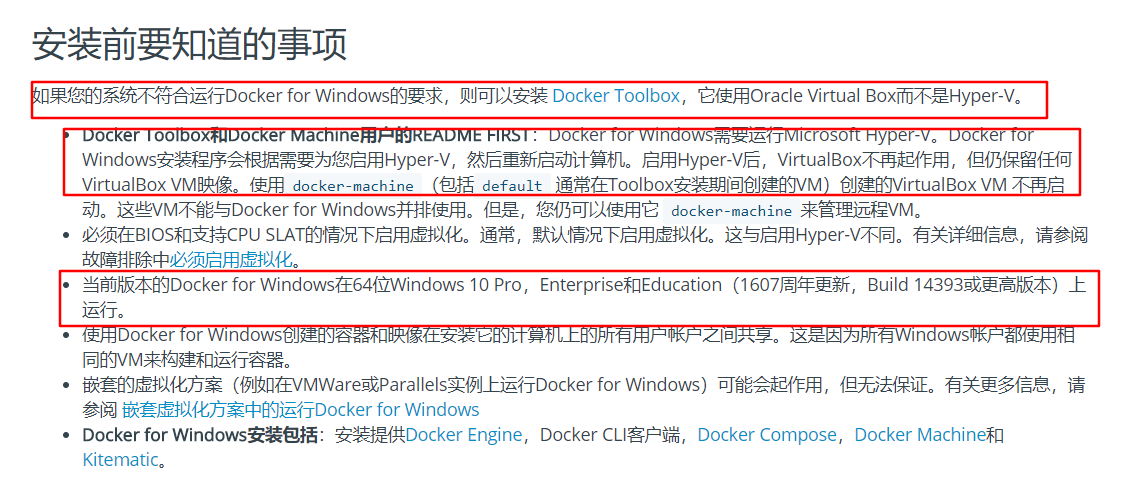 安装前要知道的事项
如果您的系统不符合运行Docker for Windows的要求，则可以安装 Docker Toolbox，它使用Oracle Virtual Box而不是Hyper-V。
Docker Toolbox和Docker Machine用户的README FIRST：Docker for Windows需要运行Microsoft Hyper-V。Docker for
Windows安装程序会根据需要为您启用Hyper-V，然后重新启动计算机。启用Hyper-V后，VirtualBox不再起作用，但仍保留任何
VirtualBox VM映像。使用 docker-machine （包括 default 通常在Toolbox安装期间创建的VM）创建的VirtualBox VM 不再启
动。这些VM不能与Docker for Windows并排使用。但是，您仍可以使用它 docker-machine 来管理远程VM。
必须在BIOS和支持CPU SLAT的情况下启用虚拟化。通常，默认情况下启用虚拟化。这与启用Hyper-V不同。有关详细信息，请参阅
故障排除中必须启用虚拟化。
当前版本的Docker for Windows在64位Windows 10 Pro，Enterprise和Education（1607周年更新，Build 14393或更高版本）上
运行。
使用Docker for Windows创建的容器和映像在安装它的计算机上的所有用户帐户之间共享。这是因为所有Windows帐户都使用相
同的VM来构建和运行容器。
嵌套的虚拟化方案（例如在VMWare或Parallels实例上运行Docker for Windows）可能会起作用，但无法保证。有关更多信息，请
参阅 嵌套虚拟化方案中的运行Docker for Windows
Docker for Windows安装包括：安装提供Docker Engine，Docker CLI客户端，Docker Compose，Docker Machine和
Kitematic。